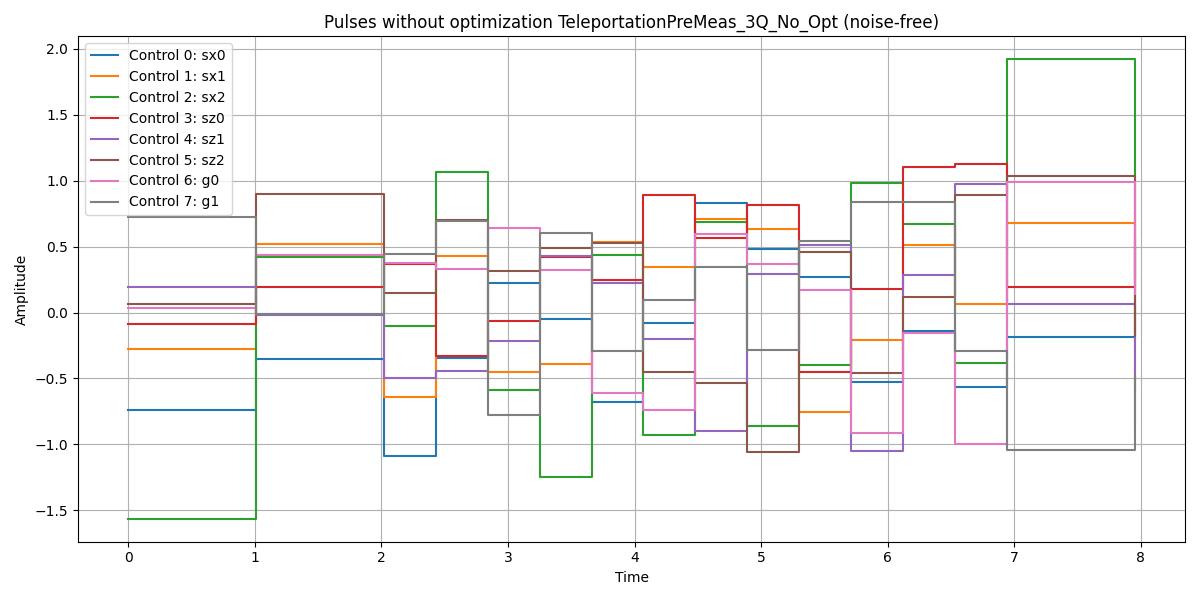 Pulses without optimization TeleportationPreMeas_3Q_No_Opt (noise-free)
Control 0: sx0
Control 1: sx1
Control 2: sx2
Control 3: sz0
Control 4: sz1
Control 5: sz2
Control 6: g0
Control 7: g1
Amplitude
2.0
1.5
1.0
0.5
0.0
−0.5
−1.0
−1.5
0 1 2 3 4 5 6 7 8
Time